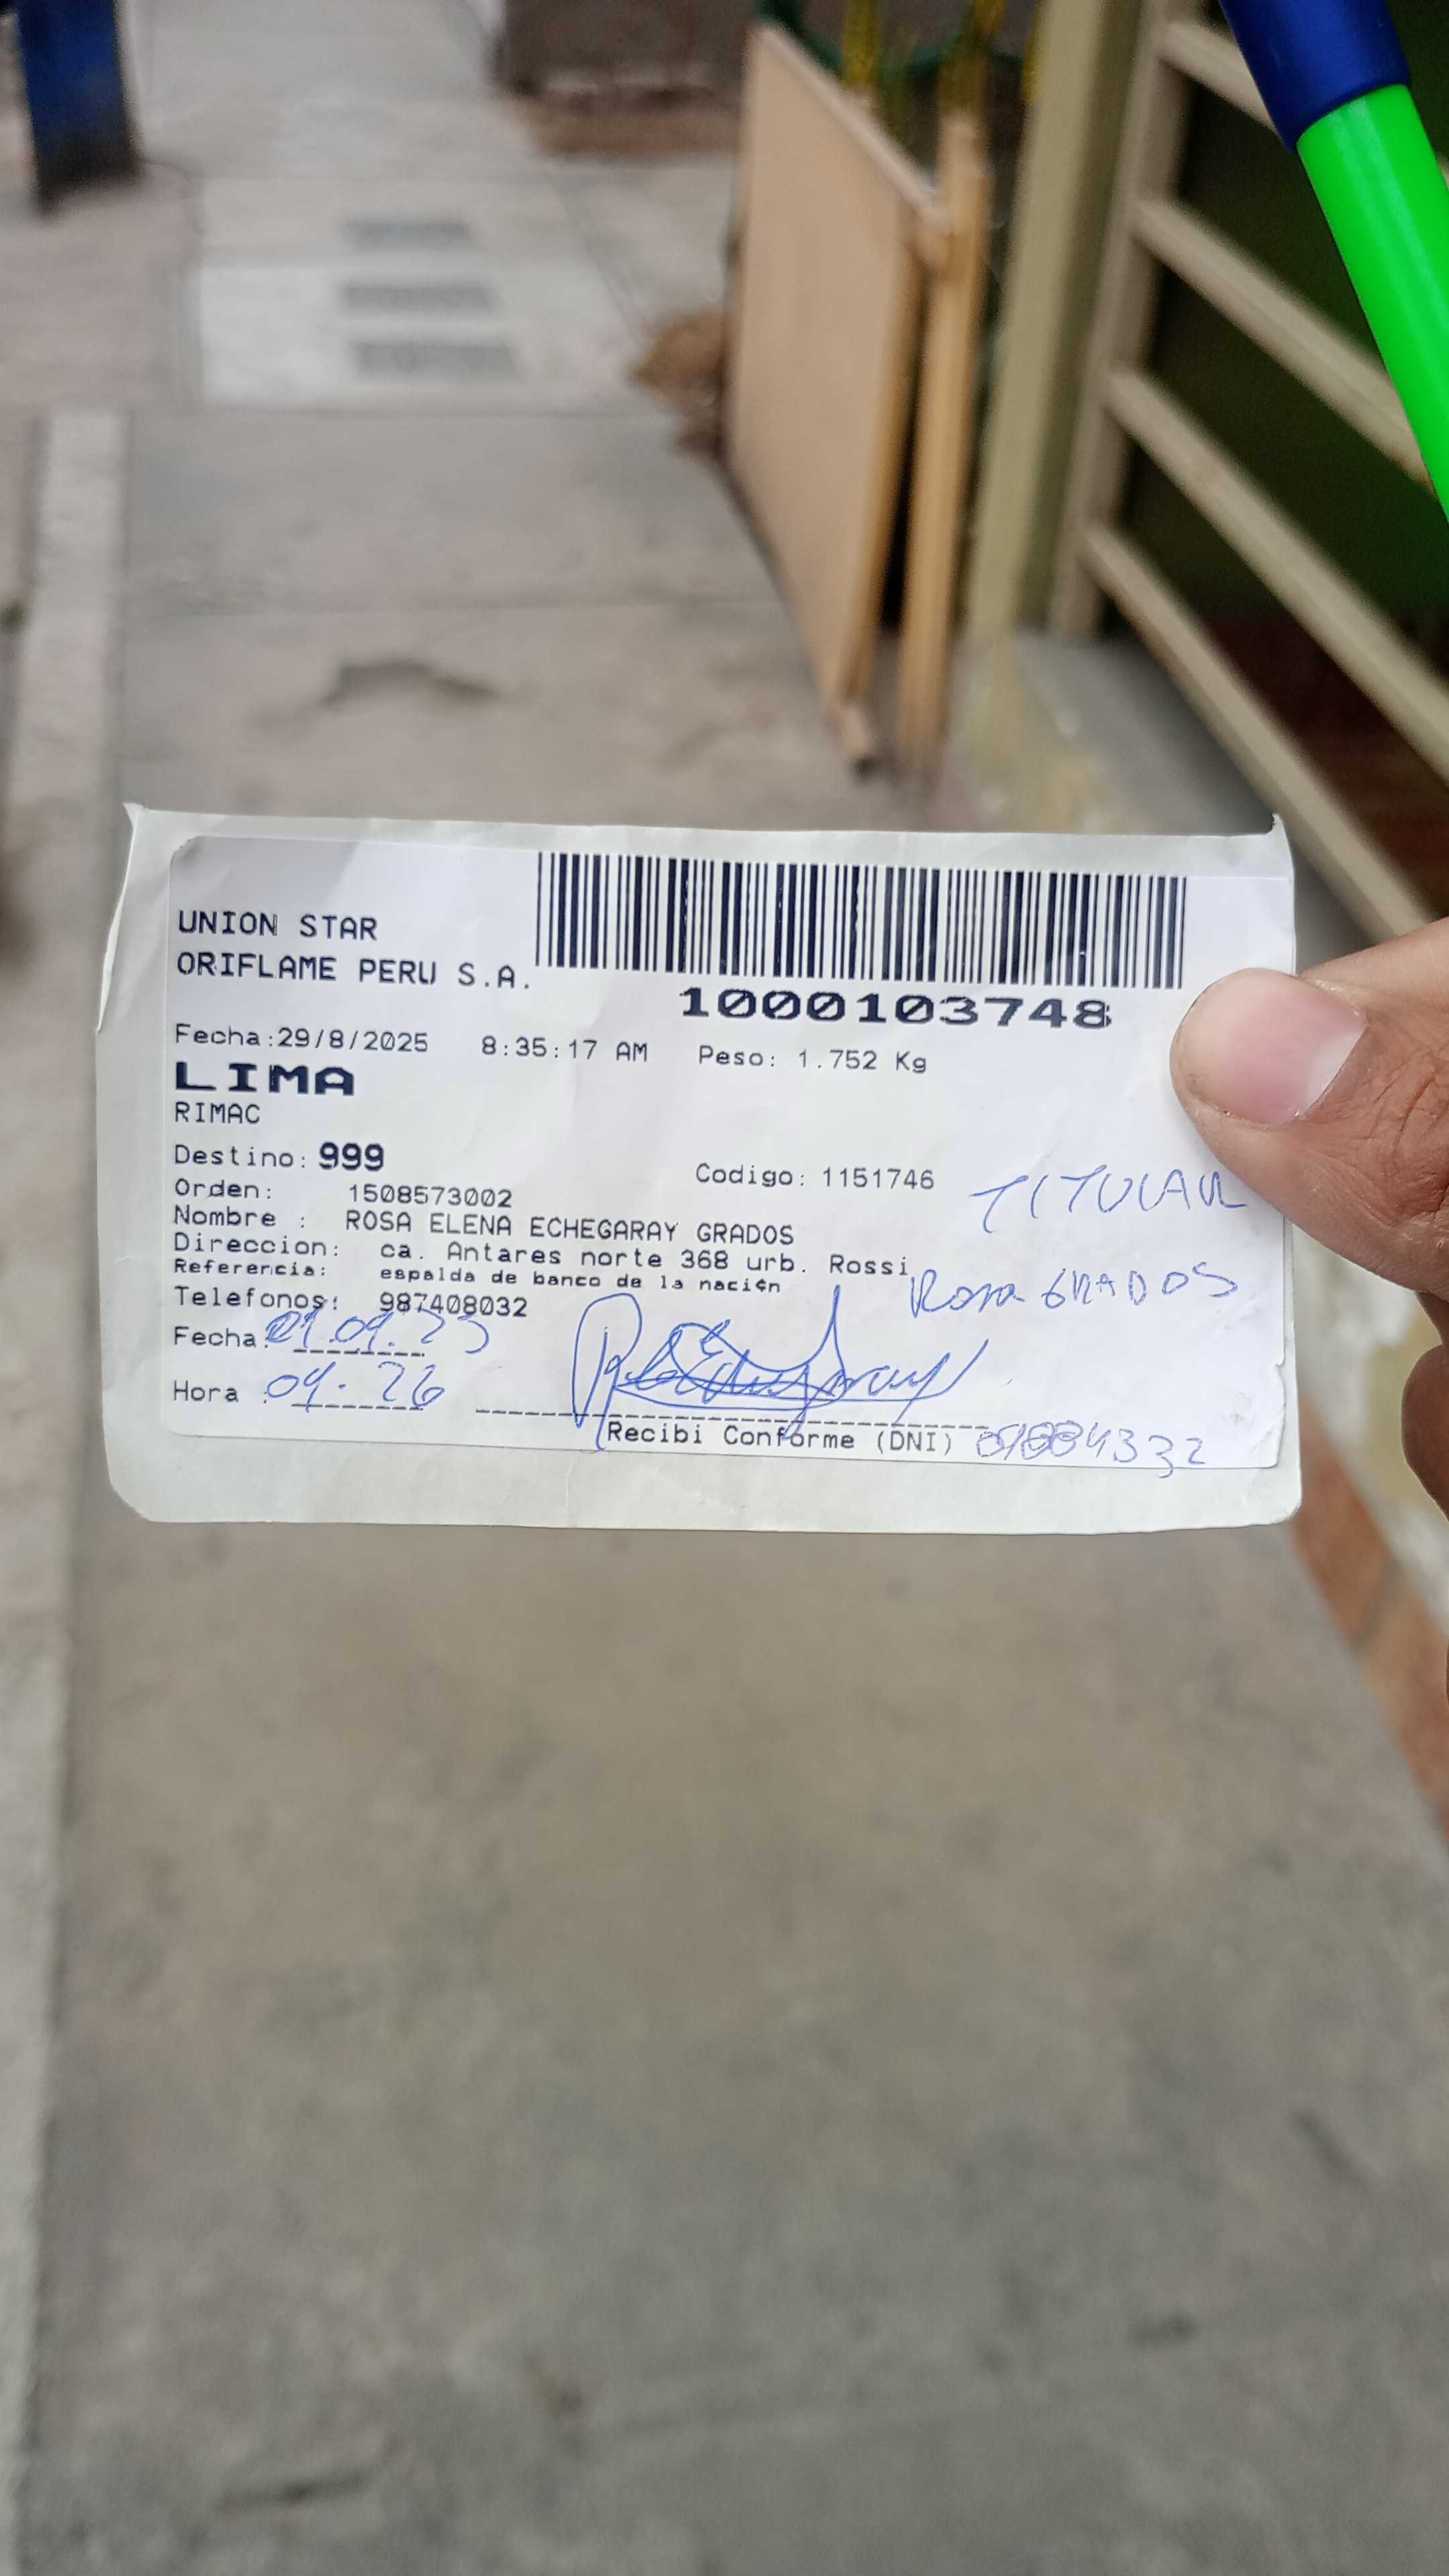 UNION STAR
ORIFLAME PERU S.A.
1000103748
Fecha:29/8/2025 8:35:17 AM Peso: 1.752 Kg
LIMA
RIMAC
Destino: 999
Codigo: 1151746 TITULAR
Orden: 1508573002
Nombre : ROSA ELENA ECHEGARAY GRADOS
Direccion: ca. Antares norte 368 urb. Rossi
Referencia: espalda de banco de la naci¢n
Rosa GRADOS
Telefonos: 987408032
Fecha:
Hora : 09. 26
Recibi Conforme (DNI)